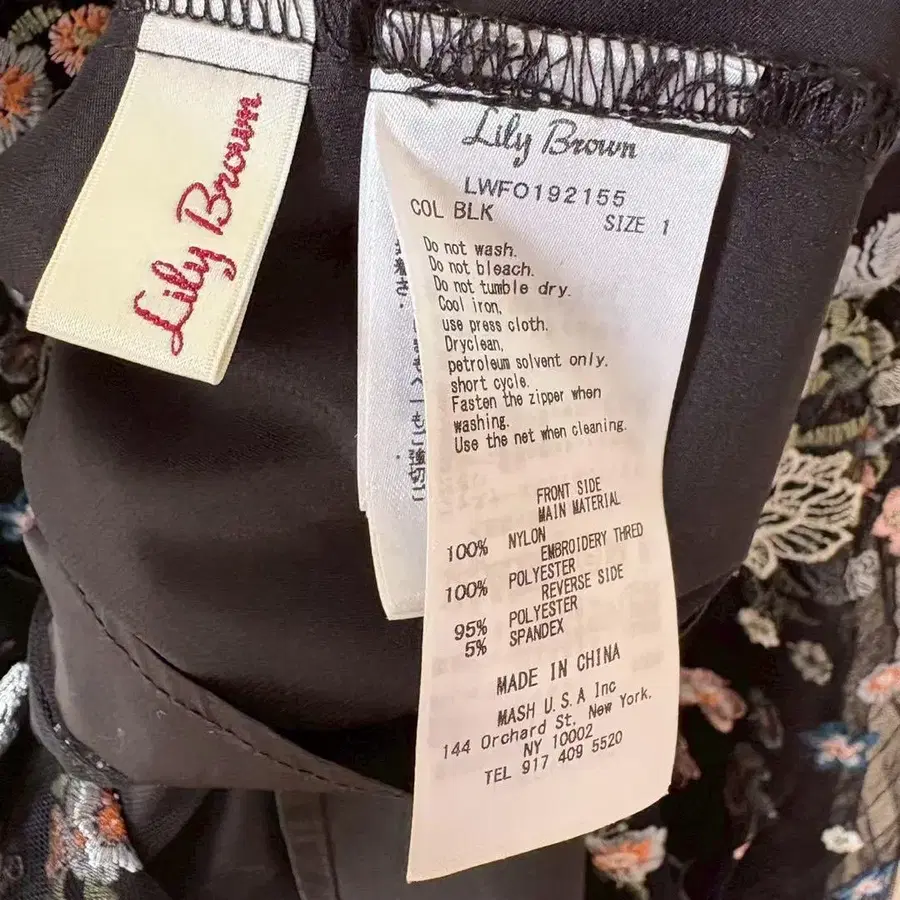 Lily Brown
Lily Brown
LWFO192155
COL BLK
SIZE 1
Do not wash.
Do not bleach.
Do not tumble dry.
Cool iron,
use press cloth.
Dryclean,
petroleum solvent only.
short cycle.
Fasten the zipper when
washing.
Use the net when cleaning.
FRONT SIDE
MAIN MATERIAL
100% NYLON
EMBROIDERY THRED
100% POLYESTER
REVERSE SIDE
95% POLYESTER
5% SPANDEX
MADE IN CHINA
MASH U.S.A Inc
144 Orchard St, New York.
NY 10002
TEL 917 409 5520